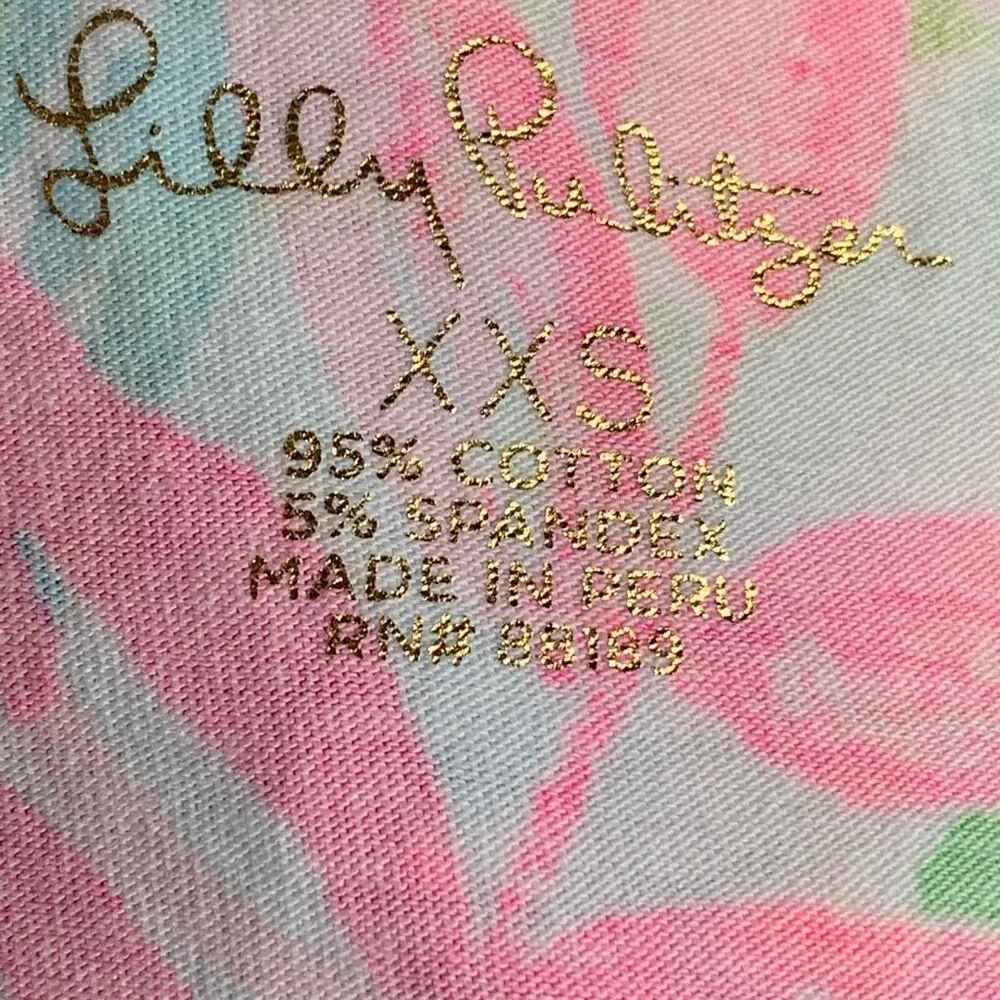 Lilly Pulitzer
XXS
95% COTTON
5% SPANDEX
MADE IN PERU
RN# 88189